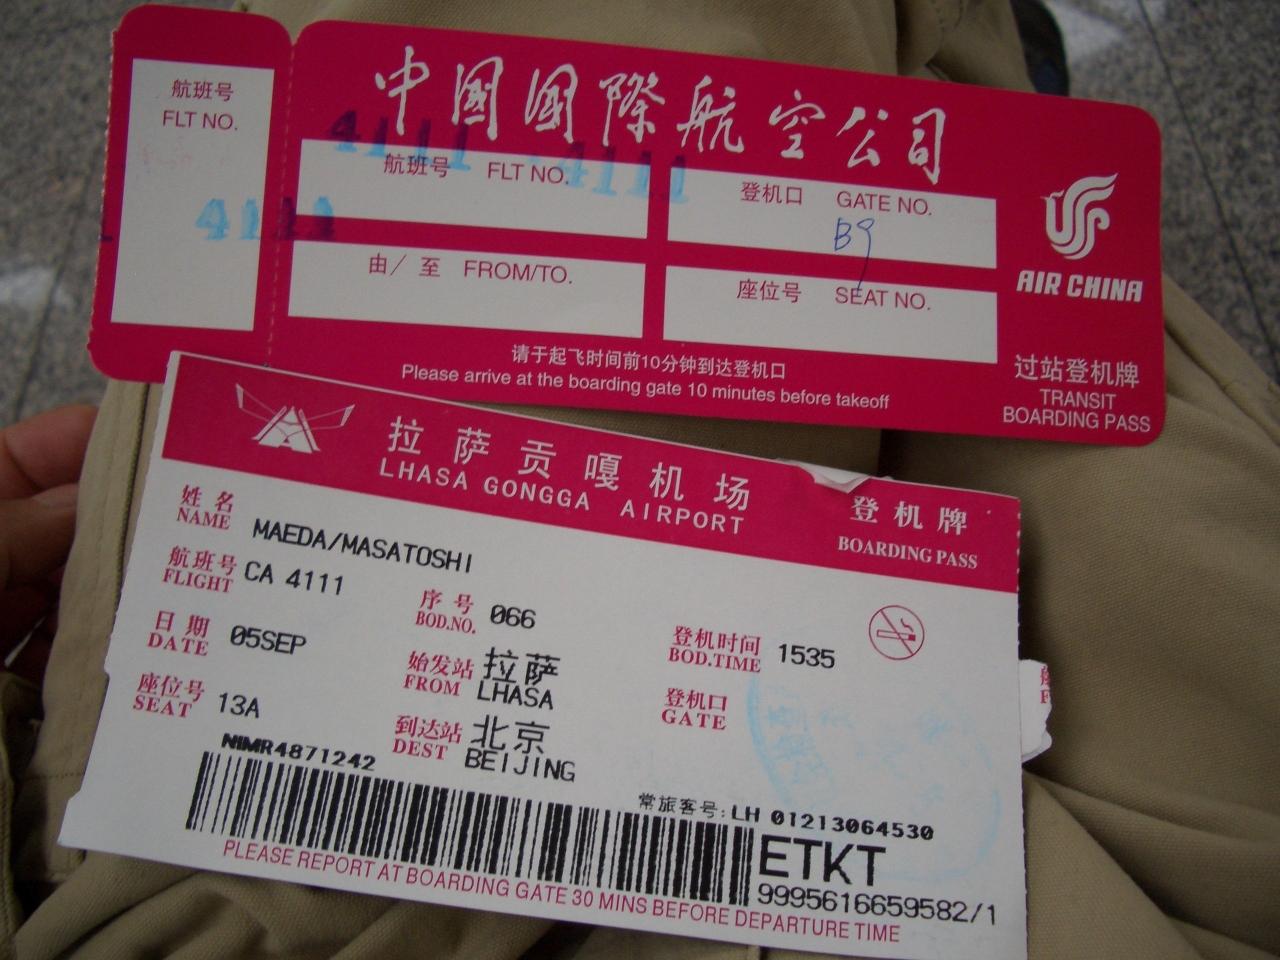 中国国際航空公司
航班号
FLT NO.
4111
4111 4111
航班号 FLT NO.
登机口 GATE NO.
B9
由／至 FROM/TO.
座位号 SEAT NO.
AIR CHINA
请于起飞时间前10分钟到达登机口
Please arrive at the boarding gate 10 minutes before takeoff
过站登机牌
TRANSIT
BOARDING PASS
拉萨贡嘎机场
LHASA GONGGA AIRPORT
登机牌
BOARDING PASS
姓名
NAME
MAEDA/MASATOSHI
航班号
FLIGHT
CA 4111
序号
BOD.NO.
066
登机时间
BOD.TIME
1535
日期
DATE
05SEP
始发站
FROM
拉萨
LHASA
登机口
GATE
座位号
SEAT
13A
到达站
DEST
北京
BEIJING
NIMR4871242
常旅客号:LH 01213064530
ETKT
9995616659582/1
PLEASE REPORT AT BOARDING GATE 30 MINS BEFORE DEPARTURE TIME